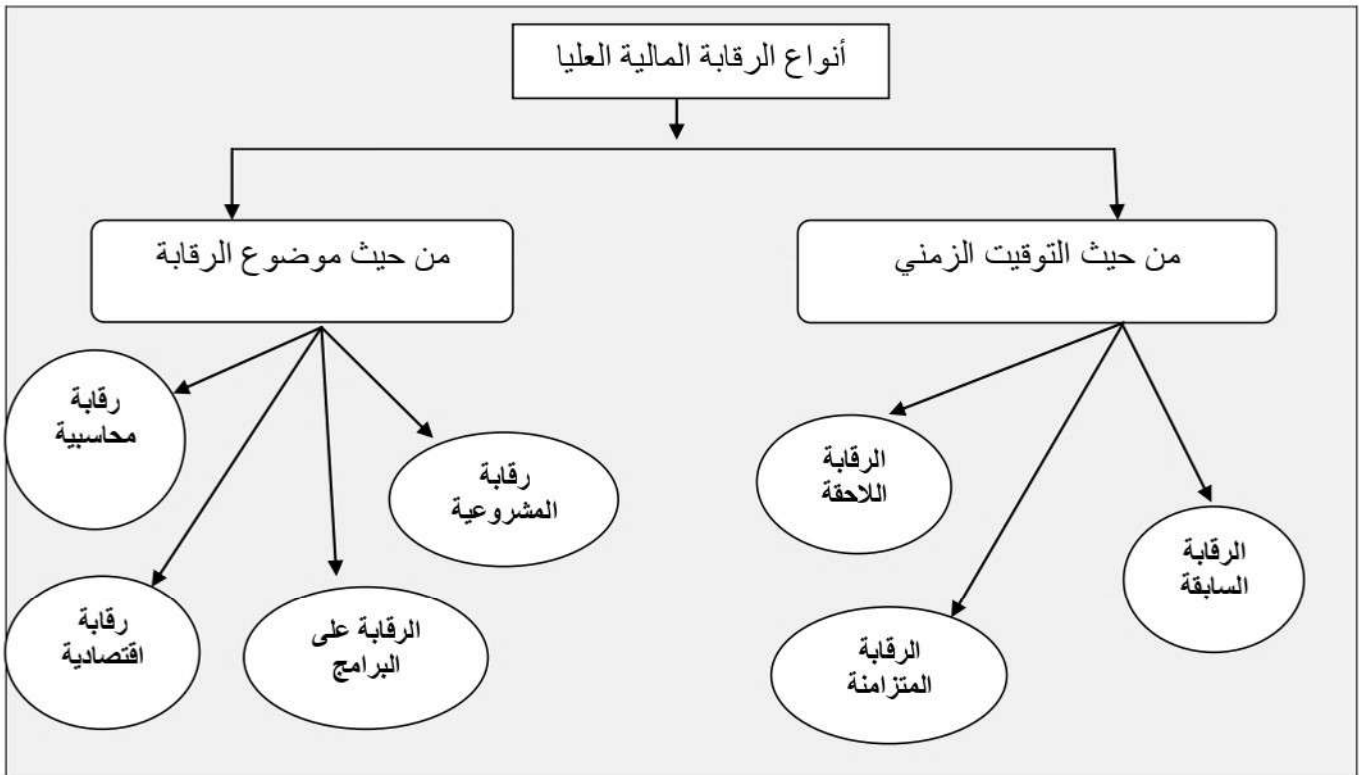 أنواع الرقابة المالية العليا
من حيث التوقيت الزمني
من حيث موضوع الرقابة
الرقابة
السابقة
الرقابة
المتزامنة
الرقابة
اللاحقة
رقابة
المشروعية
الرقابة على
البرامج
رقابة
اقتصادية
رقابة
محاسبية